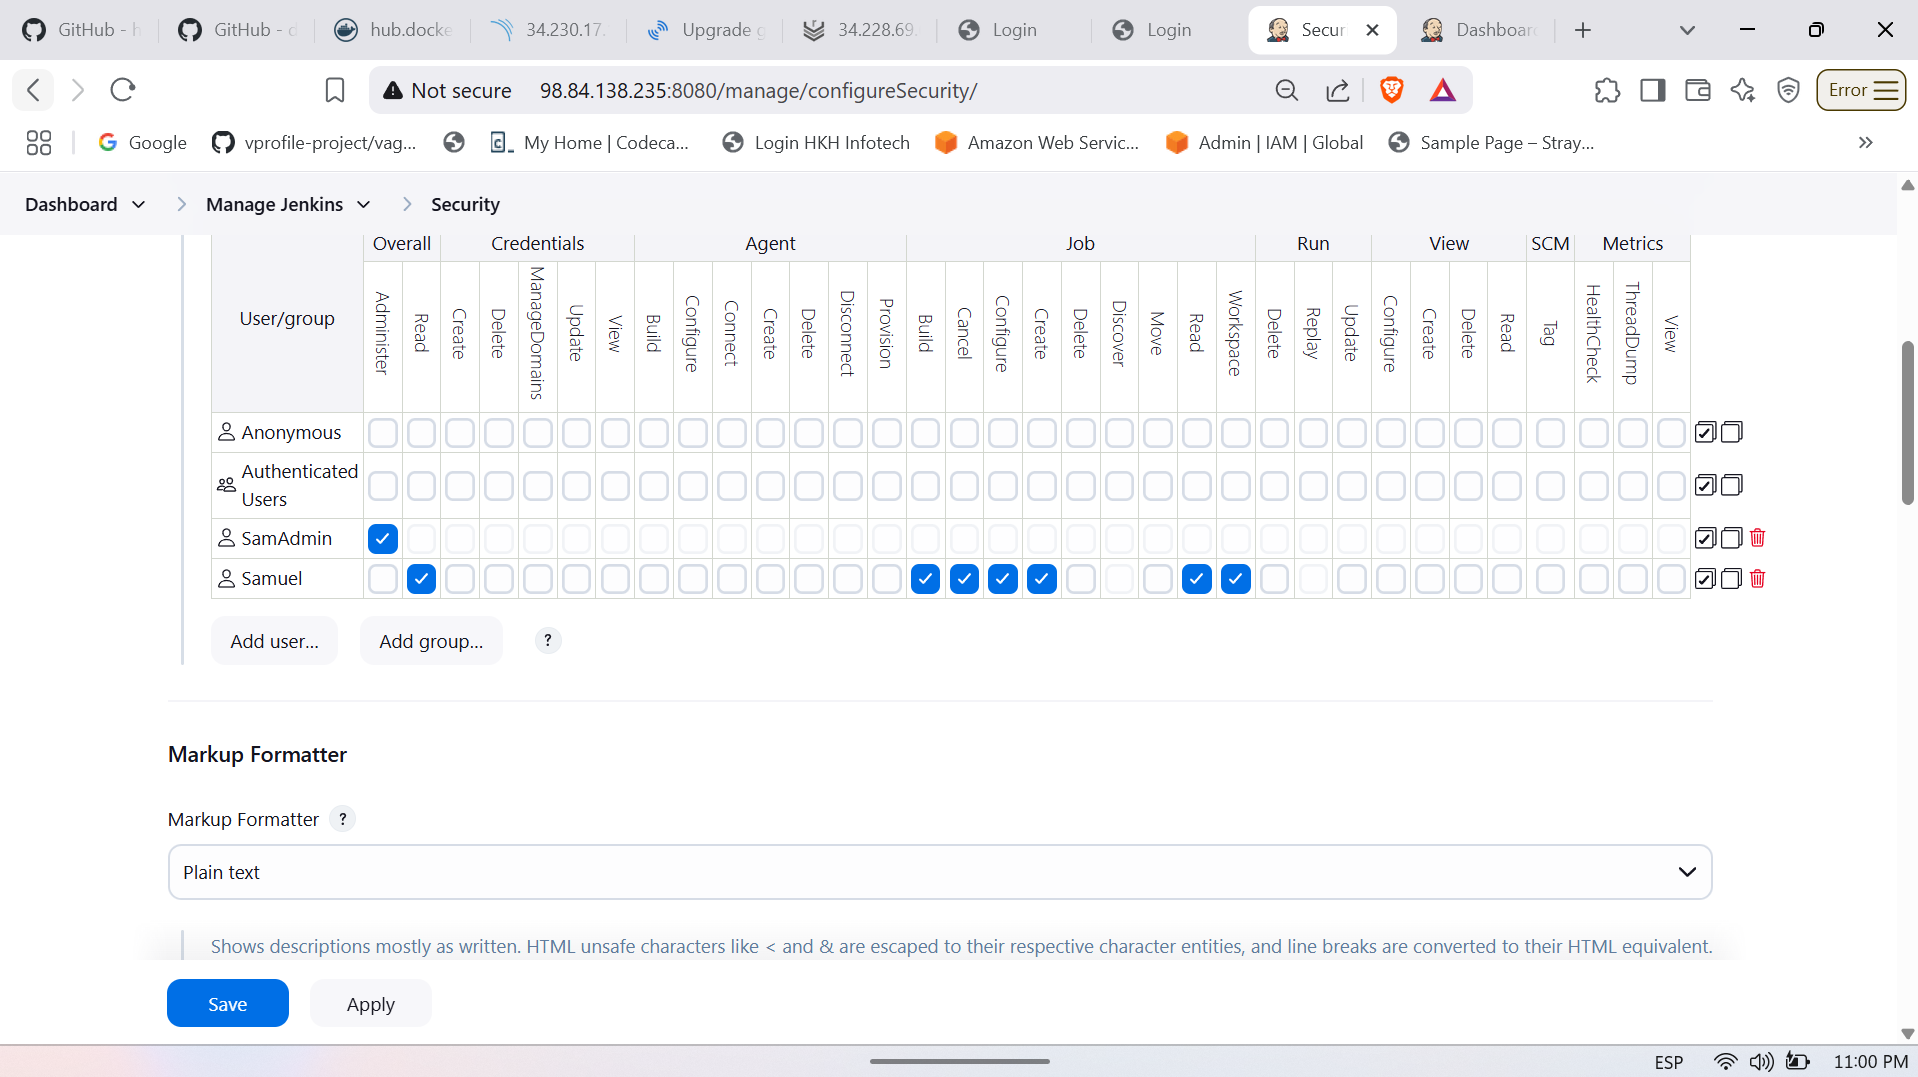 GitHub - h
GitHub - d
hub.docke
34.230.17.
Upgrade g
34.228.69.
Login
Login
Secur
Dashboard
Not secure 98.84.138.235:8080/manage/configureSecurity/
Error
Google
vprofile-project/vag...
My Home | Codeca...
Login HKH Infotech
Amazon Web Servic...
Admin | IAM | Global
Sample Page – Stray...
Dashboard
Manage Jenkins
Security
User/group
Overall
Credentials
Agent
Job
Run
View
SCM
Metrics
Administer
Read
Create
Delete
ManageDomains
Update
View
Build
Configure
Connect
Create
Delete
Disconnect
Provision
Build
Cancel
Configure
Create
Delete
Discover
Move
Read
Workspace
Delete
Replay
Update
Configure
Create
Delete
Read
Tag
HealthCheck
ThreadDump
View
Anonymous
Authenticated
Users
SamAdmin
Samuel
Add user...
Add group...
?
Markup Formatter
Markup Formatter ?
Plain text
Shows descriptions mostly as written. HTML unsafe characters like < and & are escaped to their respective character entities, and line breaks are converted to their HTML equivalent.
Save
Apply
ESP
11:00 PM